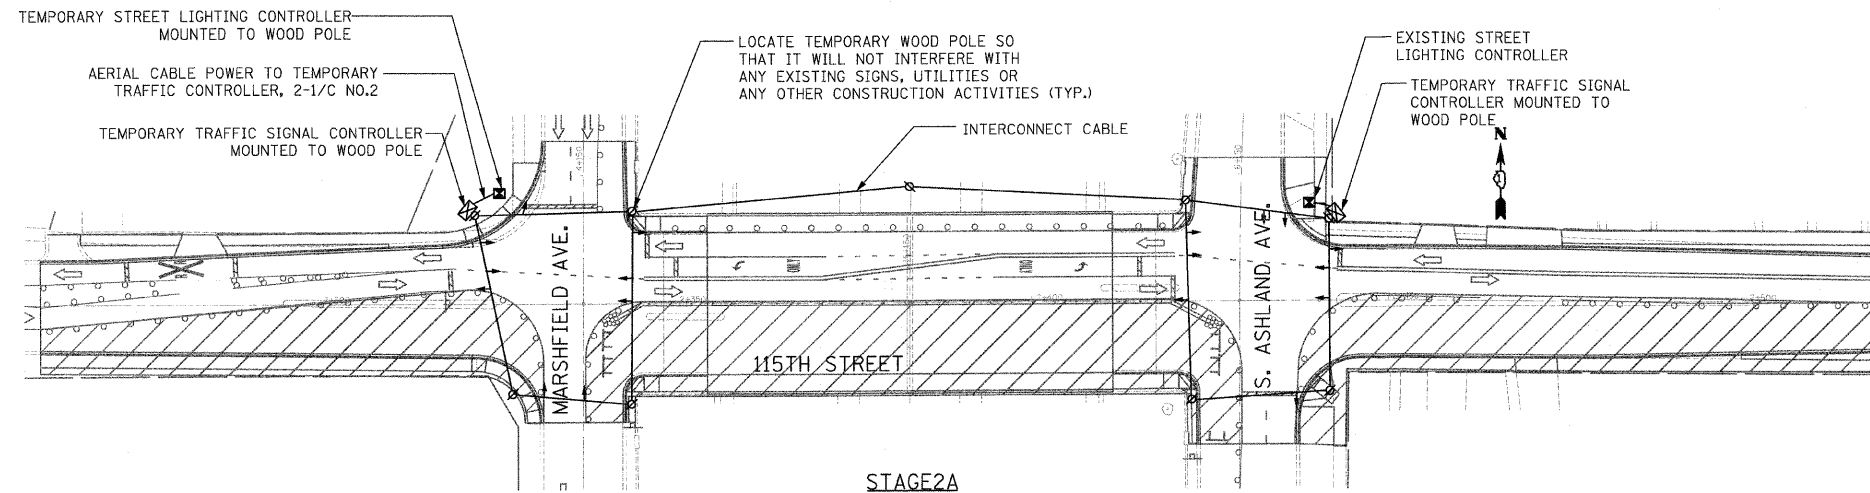 TEMPORARY STREET LIGHTING CONTROLLER
MOUNTED TO WOOD POLE
AERIAL CABLE POWER TO TEMPORARY
TRAFFIC CONTROLLER, 2-1/C NO.2
TEMPORARY TRAFFIC SIGNAL CONTROLLER
MOUNTED TO WOOD POLE
LOCATE TEMPORARY WOOD POLE SO
THAT IT WILL NOT INTERFERE WITH
ANY EXISTING SIGNS, UTILITIES OR
ANY OTHER CONSTRUCTION ACTIVITIES (TYP.)
INTERCONNECT CABLE
EXISTING STREET
LIGHTING CONTROLLER
TEMPORARY TRAFFIC SIGNAL
CONTROLLER MOUNTED TO
WOOD POLE
N
MARSHFIELD AVE.
S. ASHLAND AVE.
ONLY
115TH STREET
STAGE2A